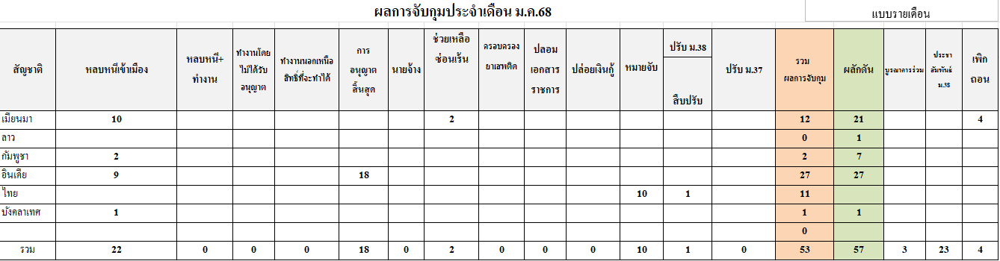 ผลการจับกุมประจำเดือน ม.ค.68
แบบรายเดือน
สัญชาติ
หลบหนีเข้าเมือง
หลบหนี+
ทำงาน
ทำงานโดย
ไม่ได้รับ
อนุญาต
ทำงานนอกเหนือ
สิทธิ์ที่จะทำได้
การ
อนุญาต
สิ้นสุด
นายจ้าง
ช่วยเหลือ
ซ่อนเร้น
ครอบครอง
ยาเสพติด
ปลอม
เอกสาร
ราชการ
ปล่อยเงินกู้
หมายจับ
ปรับ ม.38
สืบปรับ
ปรับ ม.37
รวม
ผลการจับกุม
ผลักดัน
บูรณาการร่วม
ประชา
สัมพันธ์
ม.38
เพิก
ถอน
เมียนมา 10 2 12 21 4
ลาว 0 1
กัมพูชา 2 2 7
อินเดีย 9 18 27 27
ไทย 10 1 11
บังคลาเทศ 1 1 1
0
รวม 22 0 0 0 18 0 2 0 0 0 10 1 0 53 57 3 23 4